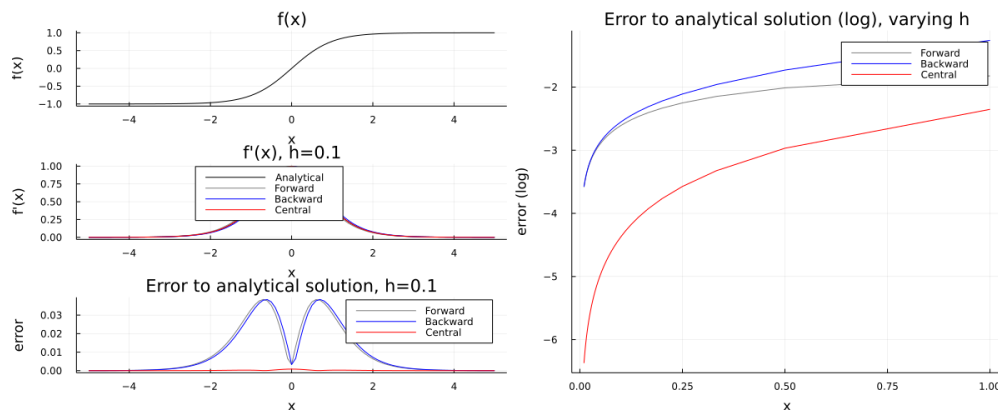 f(x)
f(x)
1.0
0.5
0.0
−0.5
−1.0
−4
−2
0
2
4
x
f'(x), h=0.1
f'(x)
1.00
0.75
0.50
0.25
0.00
Analytical
Forward
Backward
Central
−4
−2
0
2
4
x
Error to analytical solution, h=0.1
error
0.03
0.02
0.01
0.00
Forward
Backward
Central
−4
−2
0
2
4
x
Error to analytical solution (log), varying h
error (log)
−2
−3
−4
−5
−6
Forward
Backward
Central
0.00
0.25
0.50
0.75
1.00
x